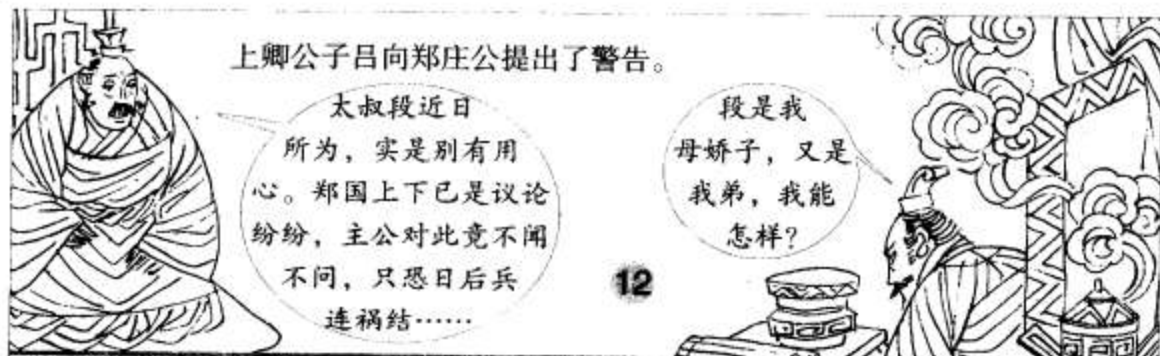 上卿公子吕向郑庄公提出了警告。
太叔段近日
所为，实是别有用
心。郑国上下已是议论
纷纷，主公对此竟不闻
不问，只恐日后兵
连祸结……
段是我
母娇子，又是
我弟，我能
怎样？
12